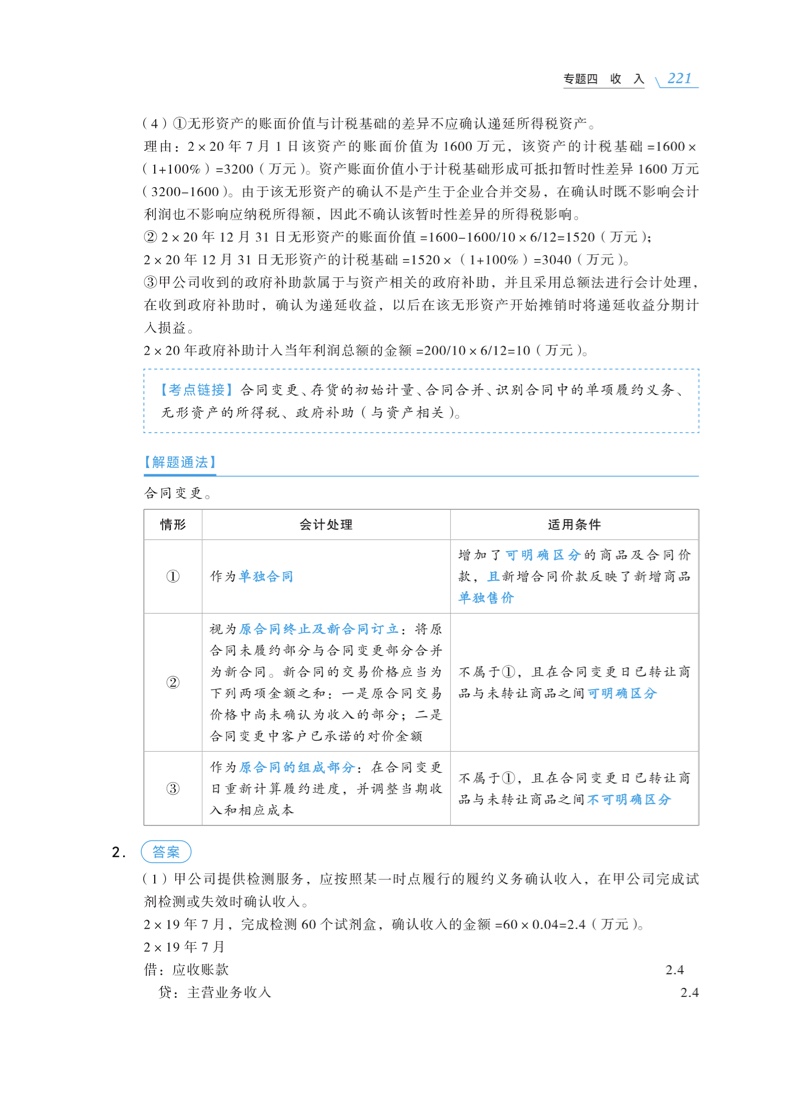 专题四 收 入 221
（4）①无形资产的账面价值与计税基础的差异不应确认递延所得税资产。
理由：2×20 年 7 月 1 日该资产的账面价值为 1600 万元，该资产的计税基础 =1600×
（1+100%）=3200（万元）。资产账面价值小于计税基础形成可抵扣暂时性差异 1600 万元
（3200-1600）。由于该无形资产的确认不是产生于企业合并交易，在确认时既不影响会计
利润也不影响应纳税所得额，因此不确认该暂时性差异的所得税影响。
② 2×20 年 12 月 31 日无形资产的账面价值 =1600-1600/10×6/12=1520（万元）；
2×20 年 12 月 31 日无形资产的计税基础 =1520×（1+100%）=3040（万元）。
③甲公司收到的政府补助款属于与资产相关的政府补助，并且采用总额法进行会计处理，
在收到政府补助时，确认为递延收益，以后在该无形资产开始摊销时将递延收益分期计
入损益。
2×20 年政府补助计入当年利润总额的金额 =200/10×6/12=10（万元）。
【考点链接】合同变更、存货的初始计量、合同合并、识别合同中的单项履约义务、
无形资产的所得税、政府补助（与资产相关）。
【解题通法】
合同变更。
情形 会计处理 适用条件
① 作为单独合同
增加了可明确区分的商品及合同价
款，且新增合同价款反映了新增商品
单独售价
②
视为原合同终止及新合同订立：将原
合同未履约部分与合同变更部分合并
为新合同。新合同的交易价格应当为
下列两项金额之和：一是原合同交易
价格中尚未确认为收入的部分；二是
合同变更中客户已承诺的对价金额
不属于①，且在合同变更日已转让商
品与未转让商品之间可明确区分
③
作为原合同的组成部分：在合同变更
日重新计算履约进度，并调整当期收
入和相应成本
不属于①，且在合同变更日已转让商
品与未转让商品之间不可明确区分
2. 答案
（1）甲公司提供检测服务，应按照某一时点履行的履约义务确认收入，在甲公司完成试
剂检测或失效时确认收入。
2×19 年 7 月，完成检测 60 个试剂盒，确认收入的金额 =60×0.04=2.4（万元）。
2×19 年 7 月
借：应收账款 2.4
贷：主营业务收入 2.4